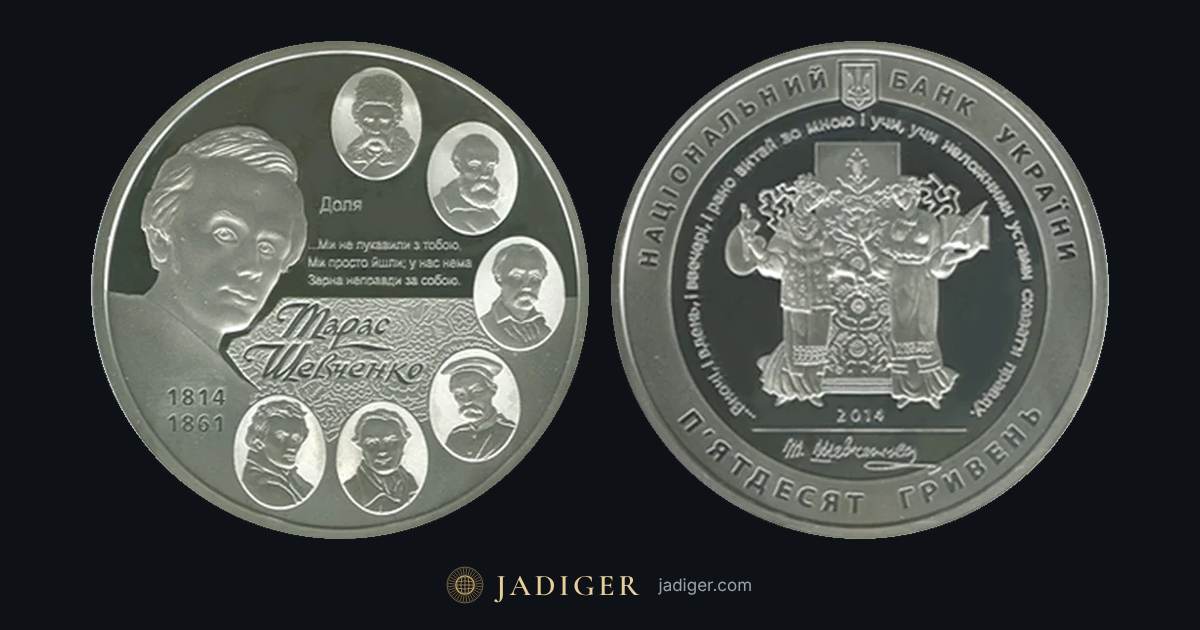 Доля
...Ми не лукавили з тобою,
Ми просто йшли; у нас нема
Зерна неправди за собою.
Тарас
Шевченко
1814
1861
НАЦІОНАЛЬНИЙ БАНК УКРАЇНИ
...Вночі, і вдень, і ввечері, і рано витай зо мною і учи, учи неложними устами сказати правду.
2014
Т. Шевченко
П'ЯТДЕСЯТ ГРИВЕНЬ
JADIGER jadiger.com